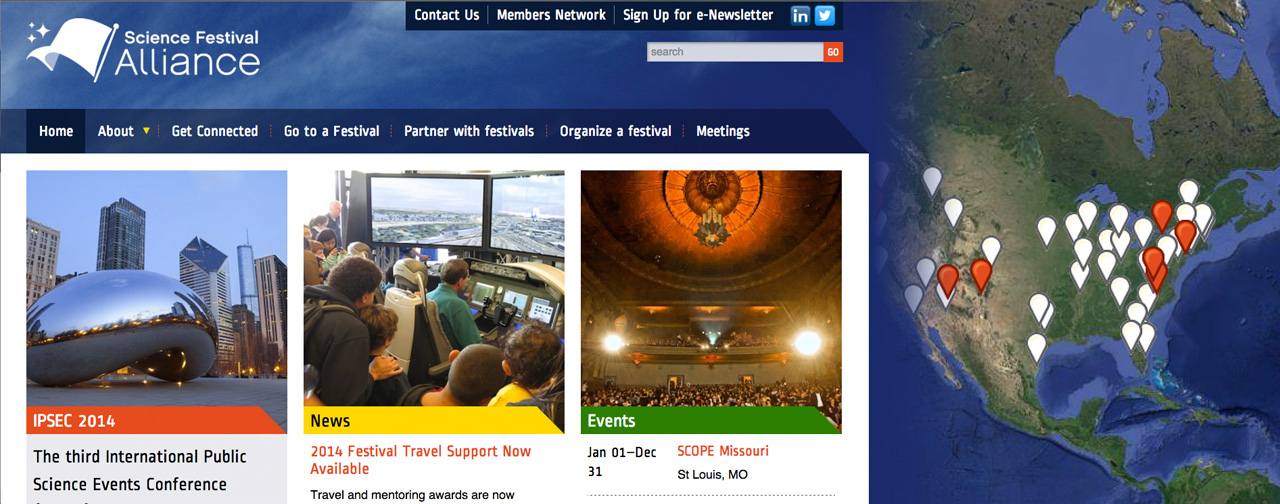 Contact Us
Members Network
Sign Up for e-Newsletter
in
Science Festival
Alliance
search
GO
Home
About
Get Connected
Go to a Festival
Partner with festivals
Organize a festival
Meetings
IPSEC 2014
The third International Public
Science Events Conference
News
2014 Festival Travel Support Now
Available
Travel and mentoring awards are now
Events
Jan 01–Dec
31
SCOPE Missouri
St Louis, MO